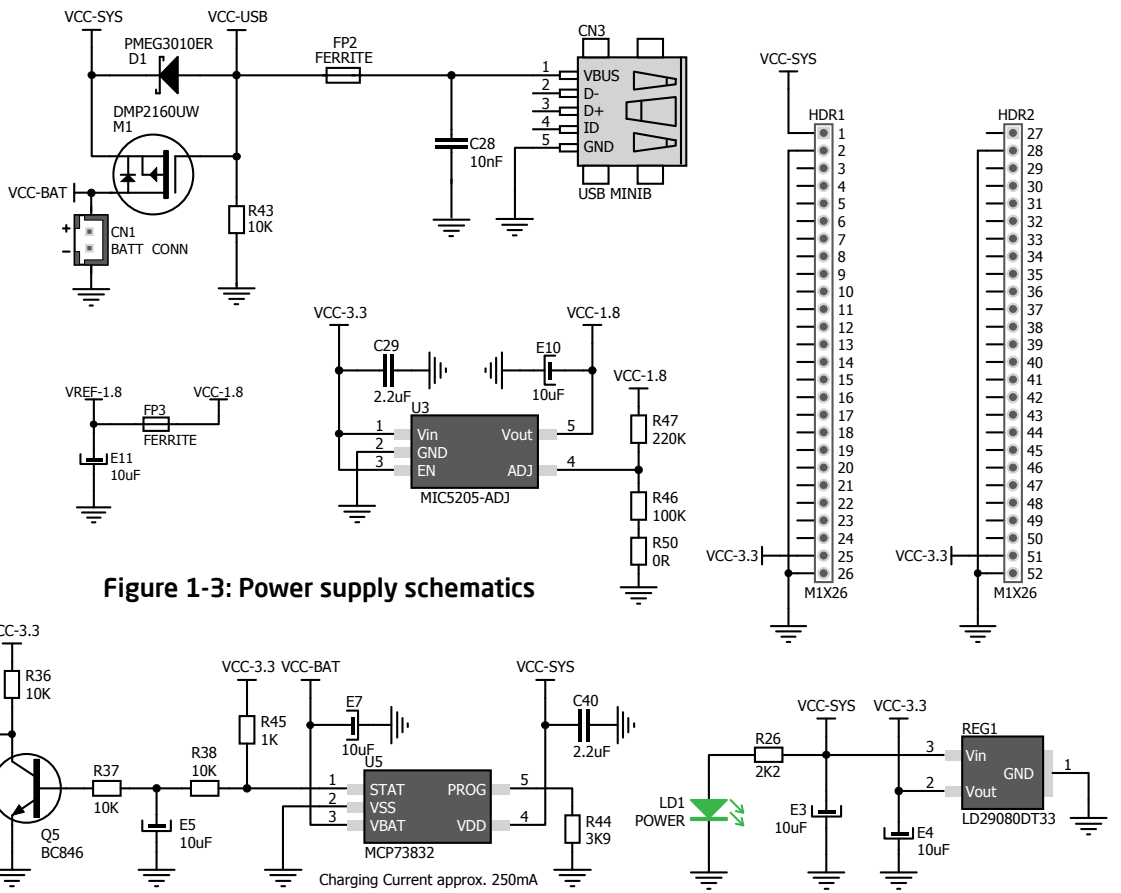 VCC-SYS
VCC-USB
PMEG3010ER
D1
FP2
FERRITE
CN3
1 VBUS
2 D-
3 D+
4 ID
5 GND
USB MINIB
DMP2160UW
M1
C28
10nF
VCC-BAT
+
-
CN1
BATT CONN
R43
10K
VCC-SYS
HDR1
1
2
3
4
5
6
7
8
9
10
11
12
13
14
15
16
17
18
19
20
21
22
23
24
VCC-3.3 25
26
M1X26
HDR2
27
28
29
30
31
32
33
34
35
36
37
38
39
40
41
42
43
44
45
46
47
48
49
50
VCC-3.3 51
52
M1X26
VCC-3.3
VCC-1.8
C29
2.2uF
E10
10uF
U3
1 Vin
2 GND
3 EN
Vout 5
ADJ 4
MIC5205-ADJ
VCC-1.8
R47
220K
R46
100K
R50
0R
VREF-1.8
VCC-1.8
FP3
FERRITE
E11
10uF
Figure 1-3: Power supply schematics
CC-3.3
R36
10K
R37
10K
Q5
BC846
E5
10uF
R38
10K
VCC-3.3
R45
1K
VCC-BAT
E7
10uF
U5
1 STAT
2 VSS
3 VBAT
PROG 5
VDD 4
MCP73832
VCC-SYS
C40
2.2uF
R44
3K9
Charging Current approx. 250mA
LD1
POWER
R26
2K2
VCC-SYS
VCC-3.3
E3
10uF
E4
10uF
REG1
3 Vin
GND 1
2 Vout
LD29080DT33